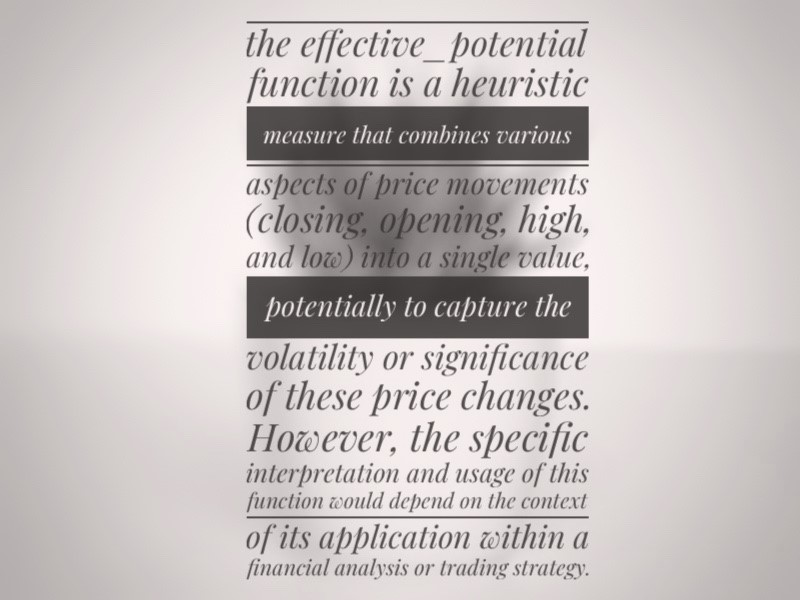 the effective_potential
function is a heuristic
measure that combines various
aspects of price movements
(closing, opening, high,
and low) into a single value,
potentially to capture the
volatility or significance
of these price changes.
However, the specific
interpretation and usage of this
function would depend on the context
of its application within a
financial analysis or trading strategy.